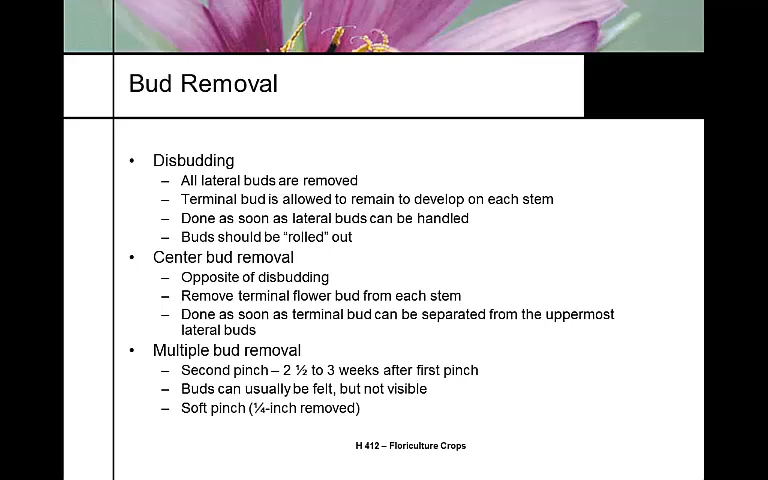 Bud Removal
• Disbudding
– All lateral buds are removed
– Terminal bud is allowed to remain to develop on each stem
– Done as soon as lateral buds can be handled
– Buds should be “rolled” out
• Center bud removal
– Opposite of disbudding
– Remove terminal flower bud from each stem
– Done as soon as terminal bud can be separated from the uppermost
lateral buds
• Multiple bud removal
– Second pinch – 2 ½ to 3 weeks after first pinch
– Buds can usually be felt, but not visible
– Soft pinch (¼-inch removed)
H 412 – Floriculture Crops